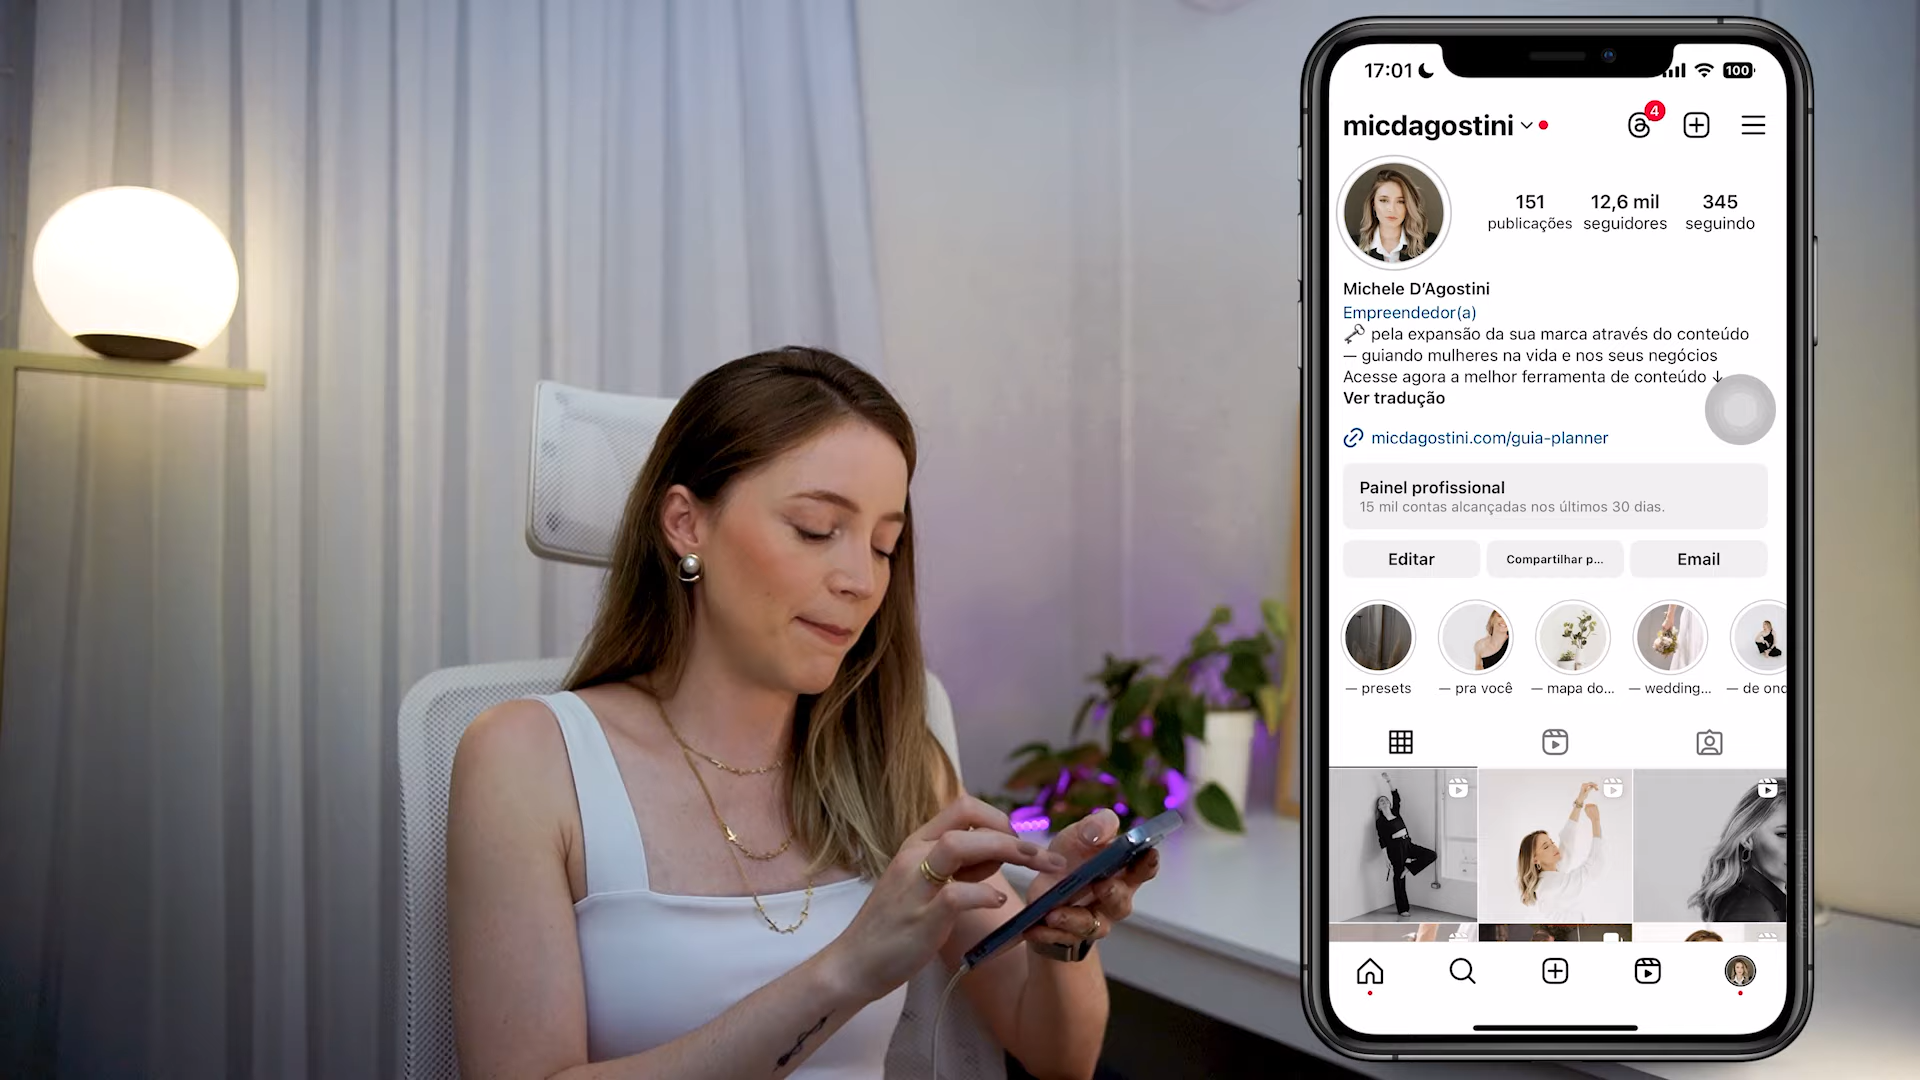 17:01
100
micdagostini
4
151
12,6 mil
345
publicações
seguidores
seguindo
Michele D'Agostini
Empreendedor(a)
pela expansão da sua marca através do conteúdo
— guiando mulheres na vida e nos seus negócios
Acesse agora a melhor ferramenta de conteúdo ↓
Ver tradução
micdagostini.com/guia-planner
Painel profissional
15 mil contas alcançadas nos últimos 30 dias.
Editar
Compartilhar p...
Email
— presets
— pra você
— mapa do...
— wedding...
— de onc